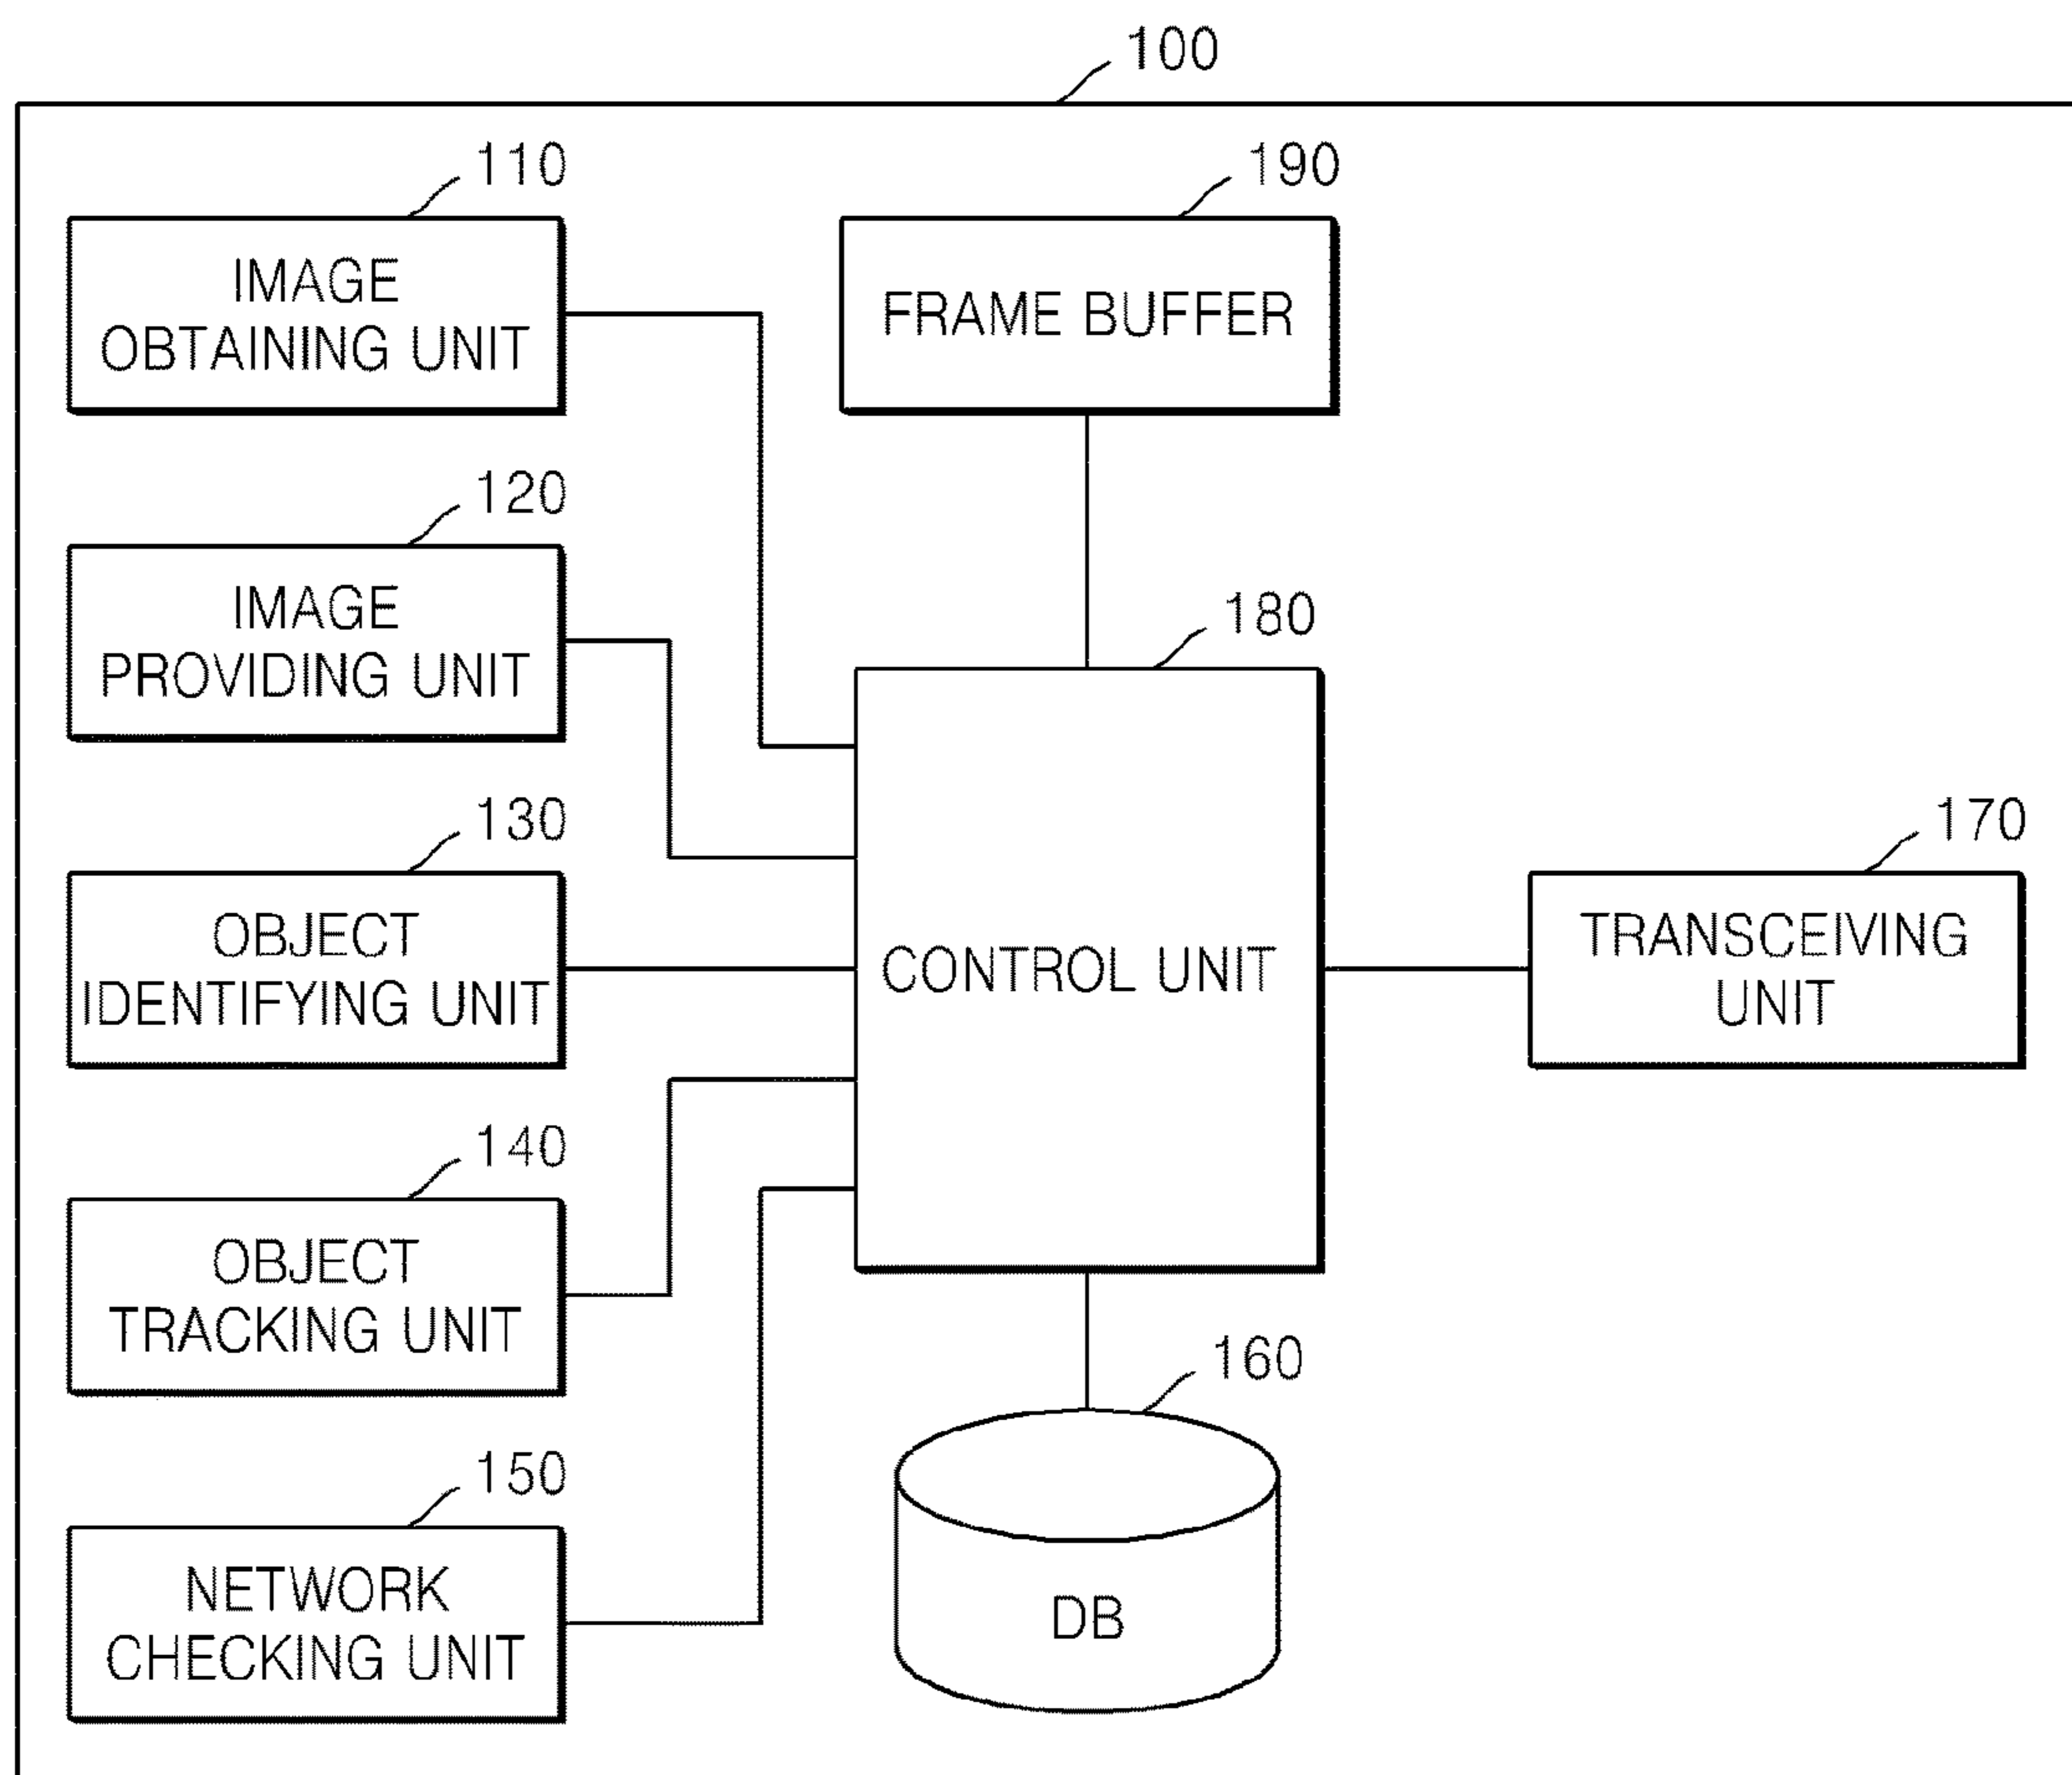 100
110
IMAGE
OBTAINING UNIT
190
FRAME BUFFER
120
IMAGE
PROVIDING UNIT
180
CONTROL UNIT
130
OBJECT
IDENTIFYING UNIT
170
TRANSCEIVING
UNIT
140
OBJECT
TRACKING UNIT
160
DB
150
NETWORK
CHECKING UNIT